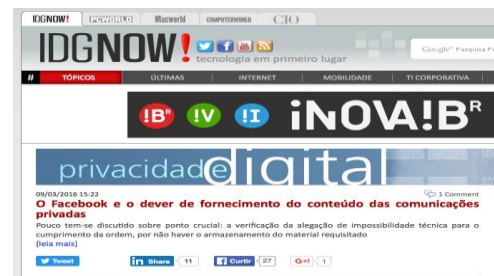 IDGNOW! PCWORLD Macworld COMPUTERWORLD CIO
IDGNOW!
tecnologia em primeiro lugar
Google™ Pesquisa P
// TÓPICOS ÚLTIMAS INTERNET MOBILIDADE TI CORPORATIVA
!Bᴿ !V !I iNOVA!Bᴿ
privacidade digital
09/03/2016 15:22 1 Comment
O Facebook e o dever de fornecimento do conteúdo das comunicações
privadas
Pouco tem-se discutido sobre ponto crucial: a verificação da alegação de impossibilidade técnica para o
cumprimento da ordem, por não haver o armazenamento do material requisitado
[leia mais]
Tweet in Share 11 f Curtir 27 G+1 1